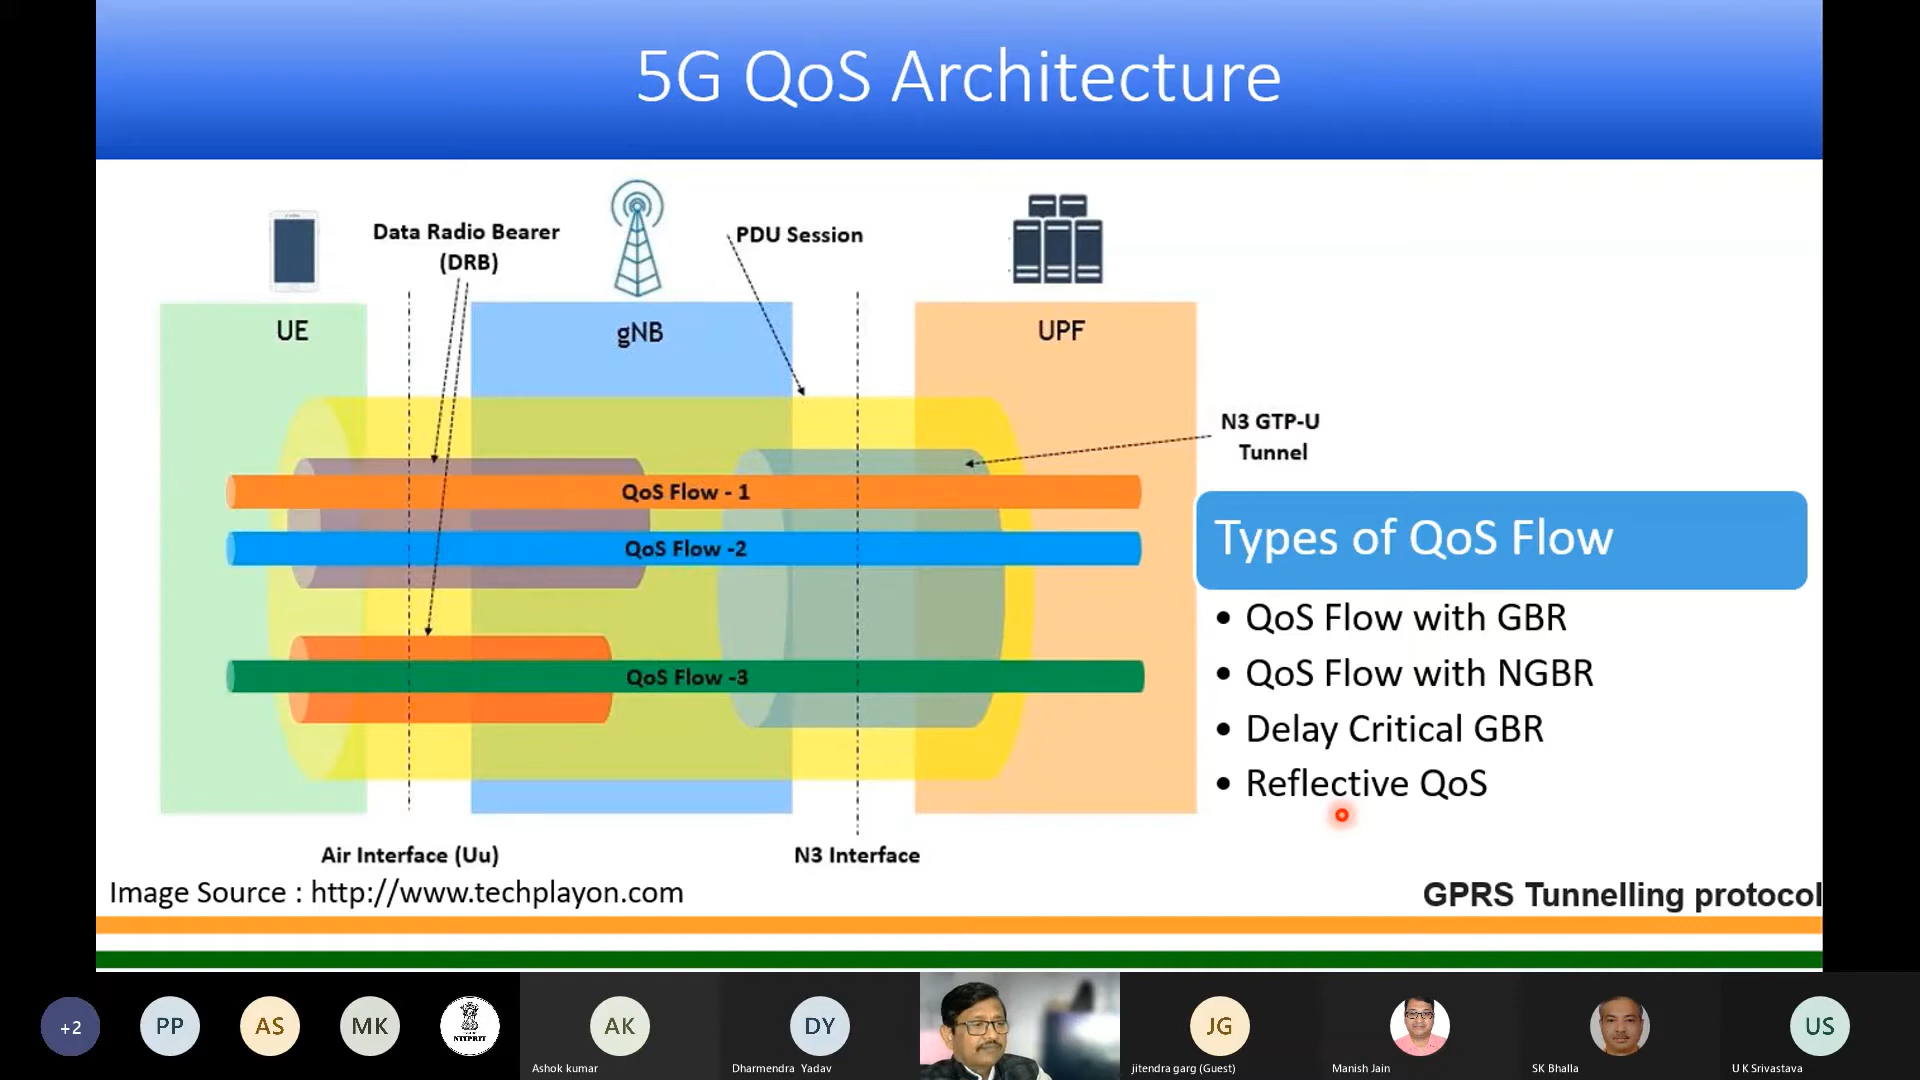 5G QoS Architecture
Data Radio Bearer
(DRB)
PDU Session
UE
gNB
UPF
N3 GTP-U
Tunnel
QoS Flow - 1
QoS Flow -2
QoS Flow -3
Types of QoS Flow
• QoS Flow with GBR
• QoS Flow with NGBR
• Delay Critical GBR
• Reflective QoS
Air Interface (Uu)
N3 Interface
Image Source : http://www.techplayon.com
GPRS Tunnelling protocol
+2
PP
AS
MK
NTIPRIT
AK
DY
JG
US
Ashok kumar
Dharmendra Yadav
jitendra garg (Guest)
Manish Jain
SK Bhalla
U K Srivastava